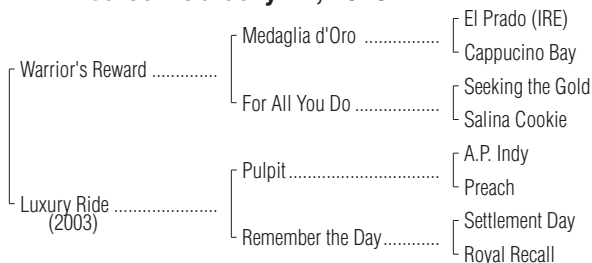 El Prado (IRE)
Medaglia d'Oro ................
Cappucino Bay
Warrior's Reward .............
Seeking the Gold
For All You Do ..................
Salina Cookie
A.P. Indy
Pulpit................................
Preach
Luxury Ride ......................
(2003)
Settlement Day
Remember the Day............
Royal Recall